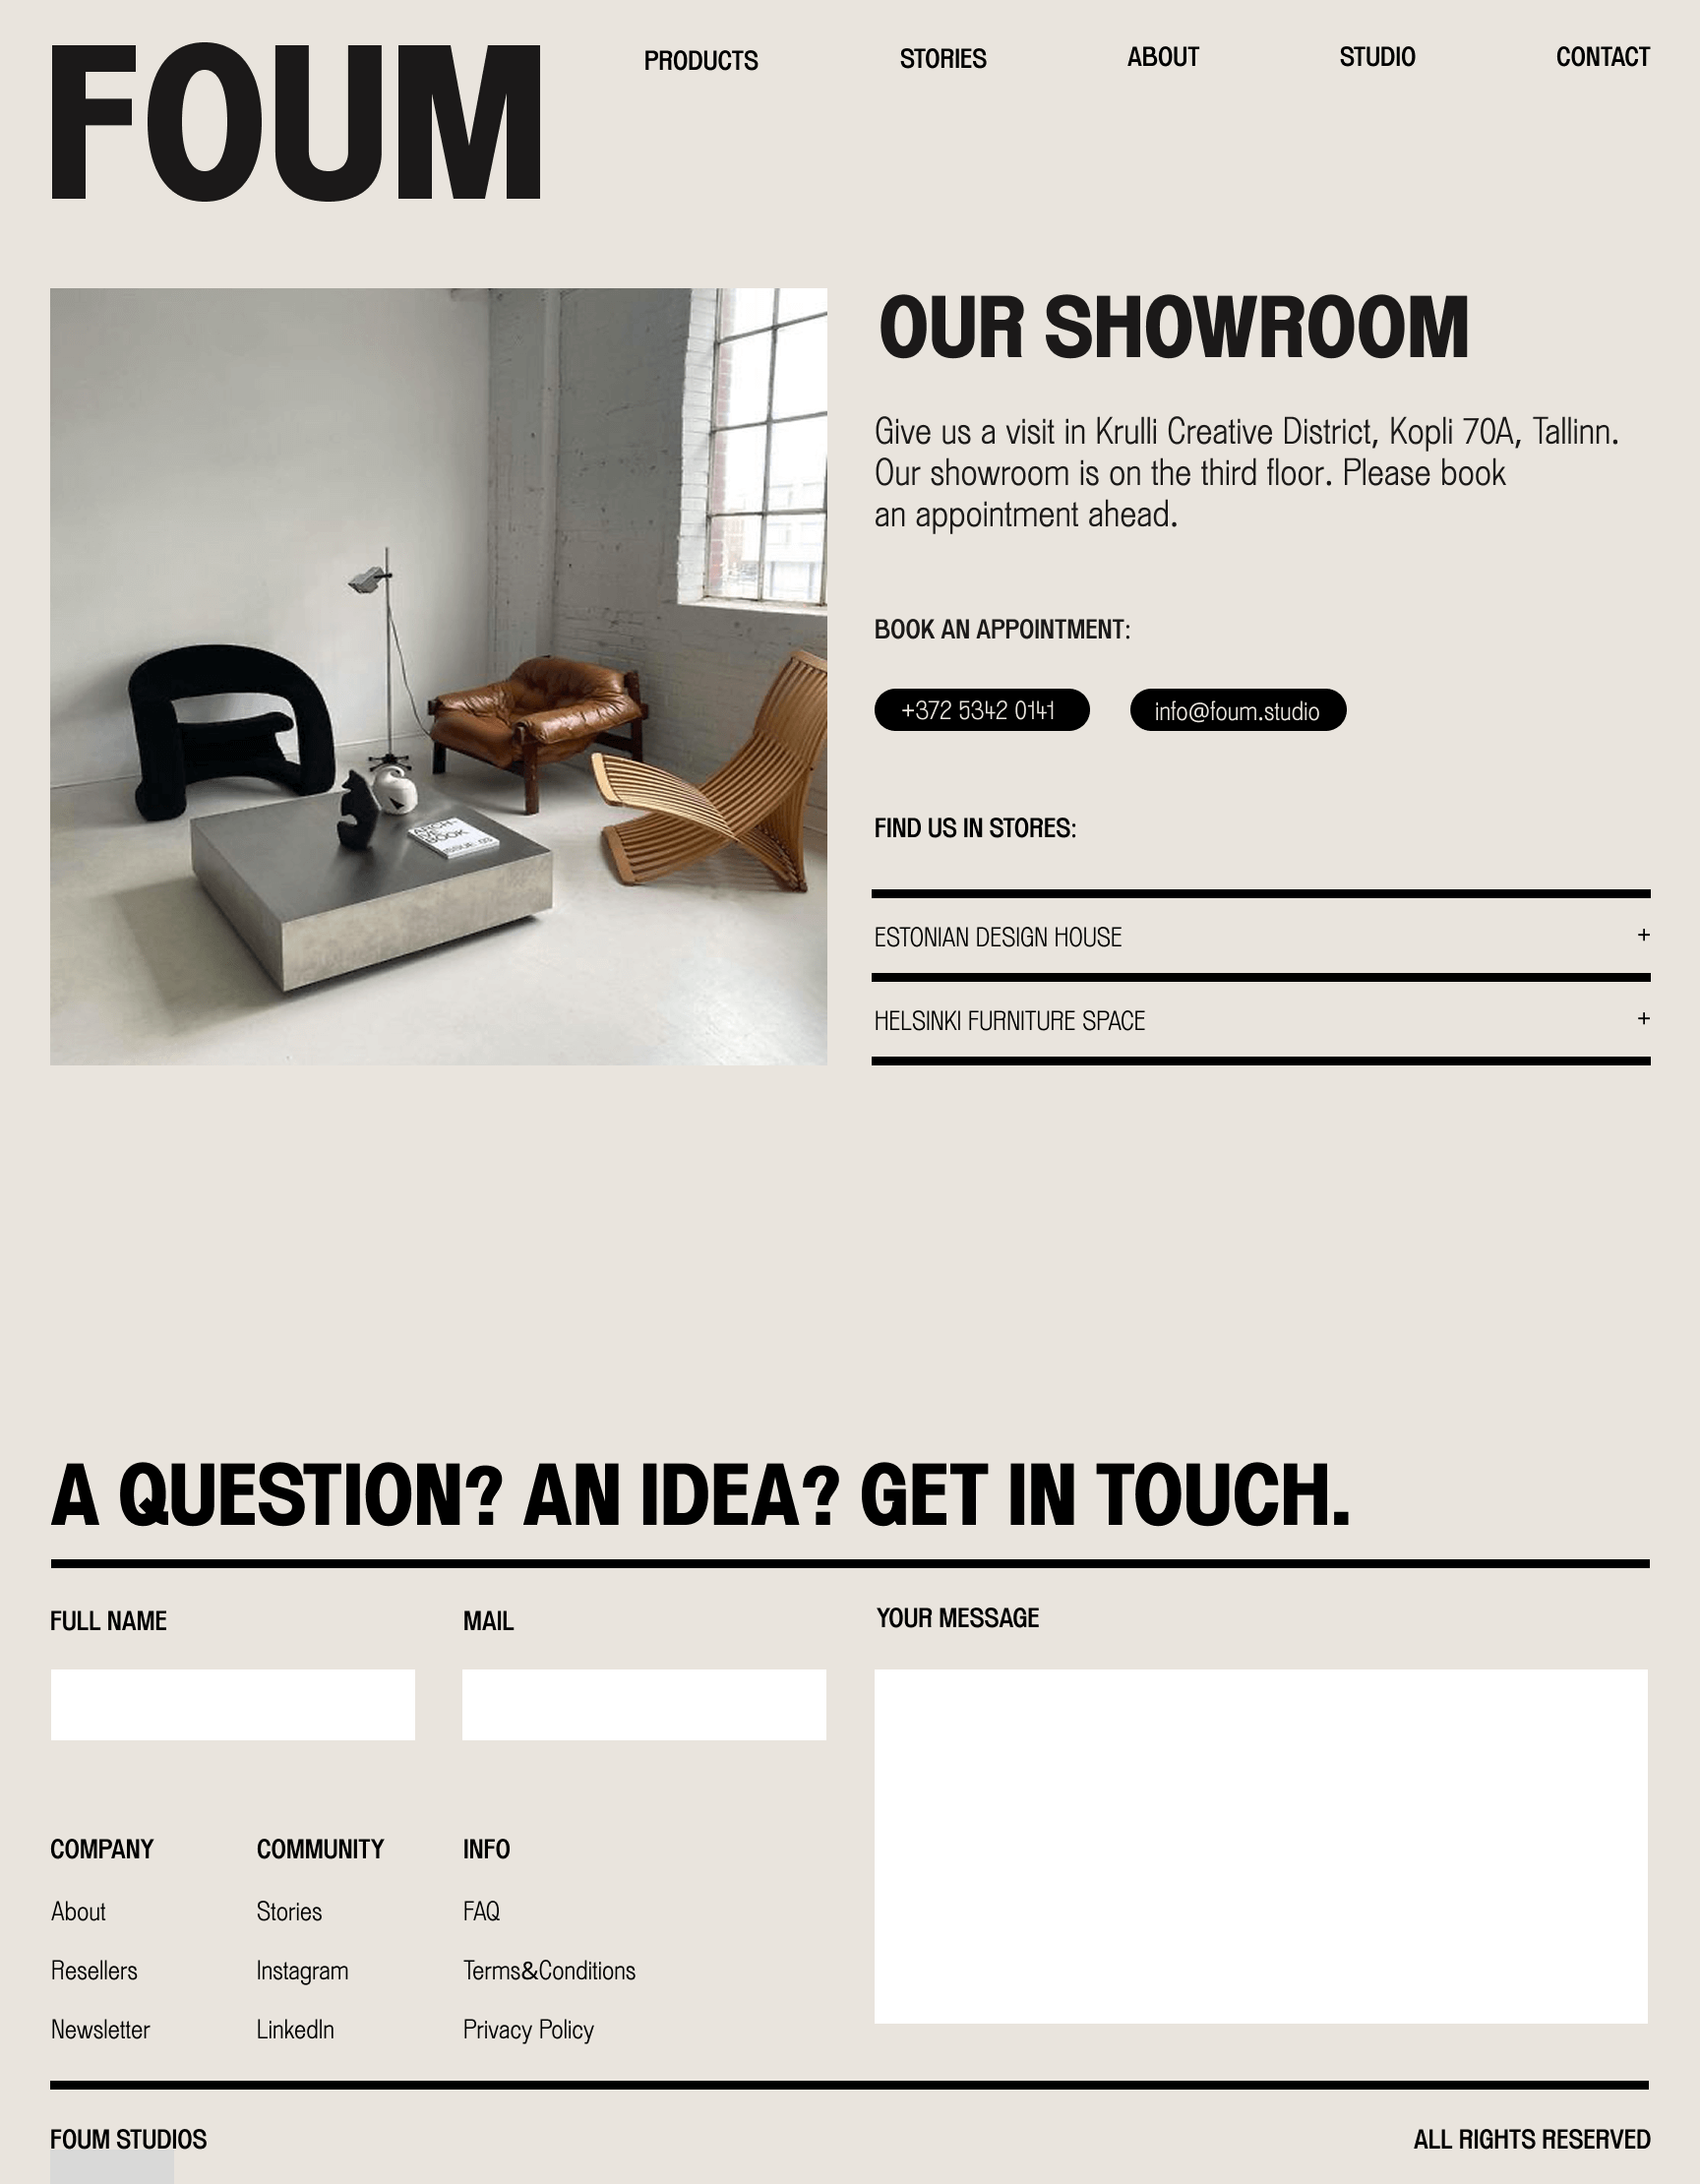 FOUM
PRODUCTS
STORIES
ABOUT
STUDIO
CONTACT
OUR SHOWROOM
Give us a visit in Krulli Creative District, Kopli 70A, Tallinn.
Our showroom is on the third floor. Please book
an appointment ahead.
BOOK AN APPOINTMENT:
+372 5342 0141
info@foum.studio
FIND US IN STORES:
ESTONIAN DESIGN HOUSE +
HELSINKI FURNITURE SPACE +
ARCH-
BOOK
ISSUE 03
A QUESTION? AN IDEA? GET IN TOUCH.
FULL NAME
MAIL
YOUR MESSAGE
COMPANY
About
Resellers
Newsletter
COMMUNITY
Stories
Instagram
LinkedIn
INFO
FAQ
Terms&Conditions
Privacy Policy
FOUM STUDIOS
ALL RIGHTS RESERVED